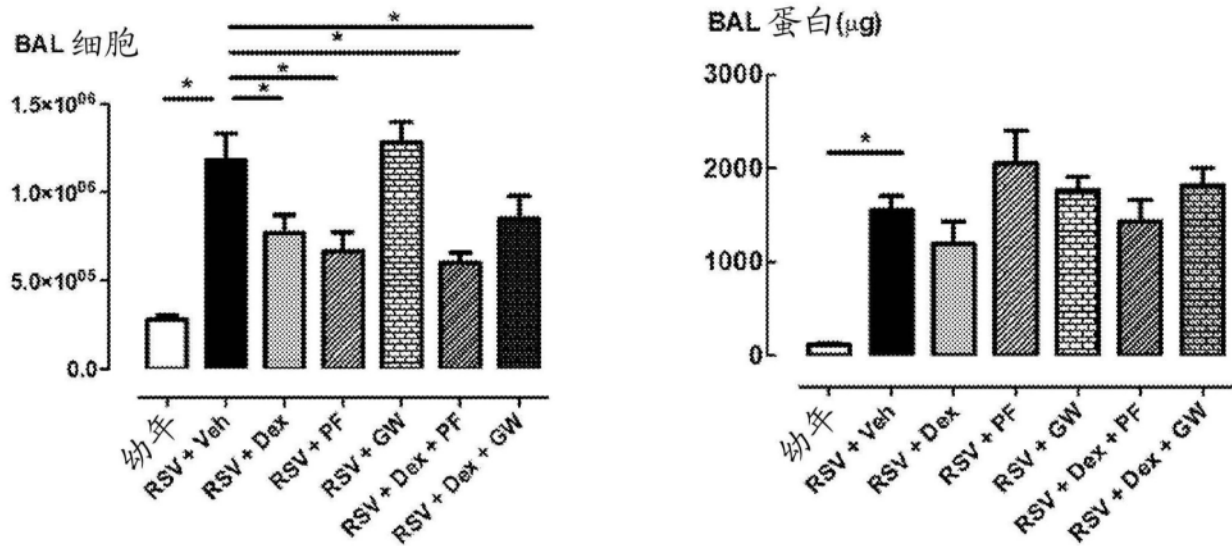 BAL 细胞
*
*
*
*
*
1.5×10⁰⁶
1.0×10⁰⁶
5.0×10⁰⁵
0.0
幼年
RSV + Veh
RSV + Dex
RSV + PF
RSV + GW
RSV + Dex + PF
RSV + Dex + GW
BAL 蛋白(μg)
*
3000
2000
1000
0
幼年
RSV + Veh
RSV + Dex
RSV + PF
RSV + GW
RSV + Dex + PF
RSV + Dex + GW